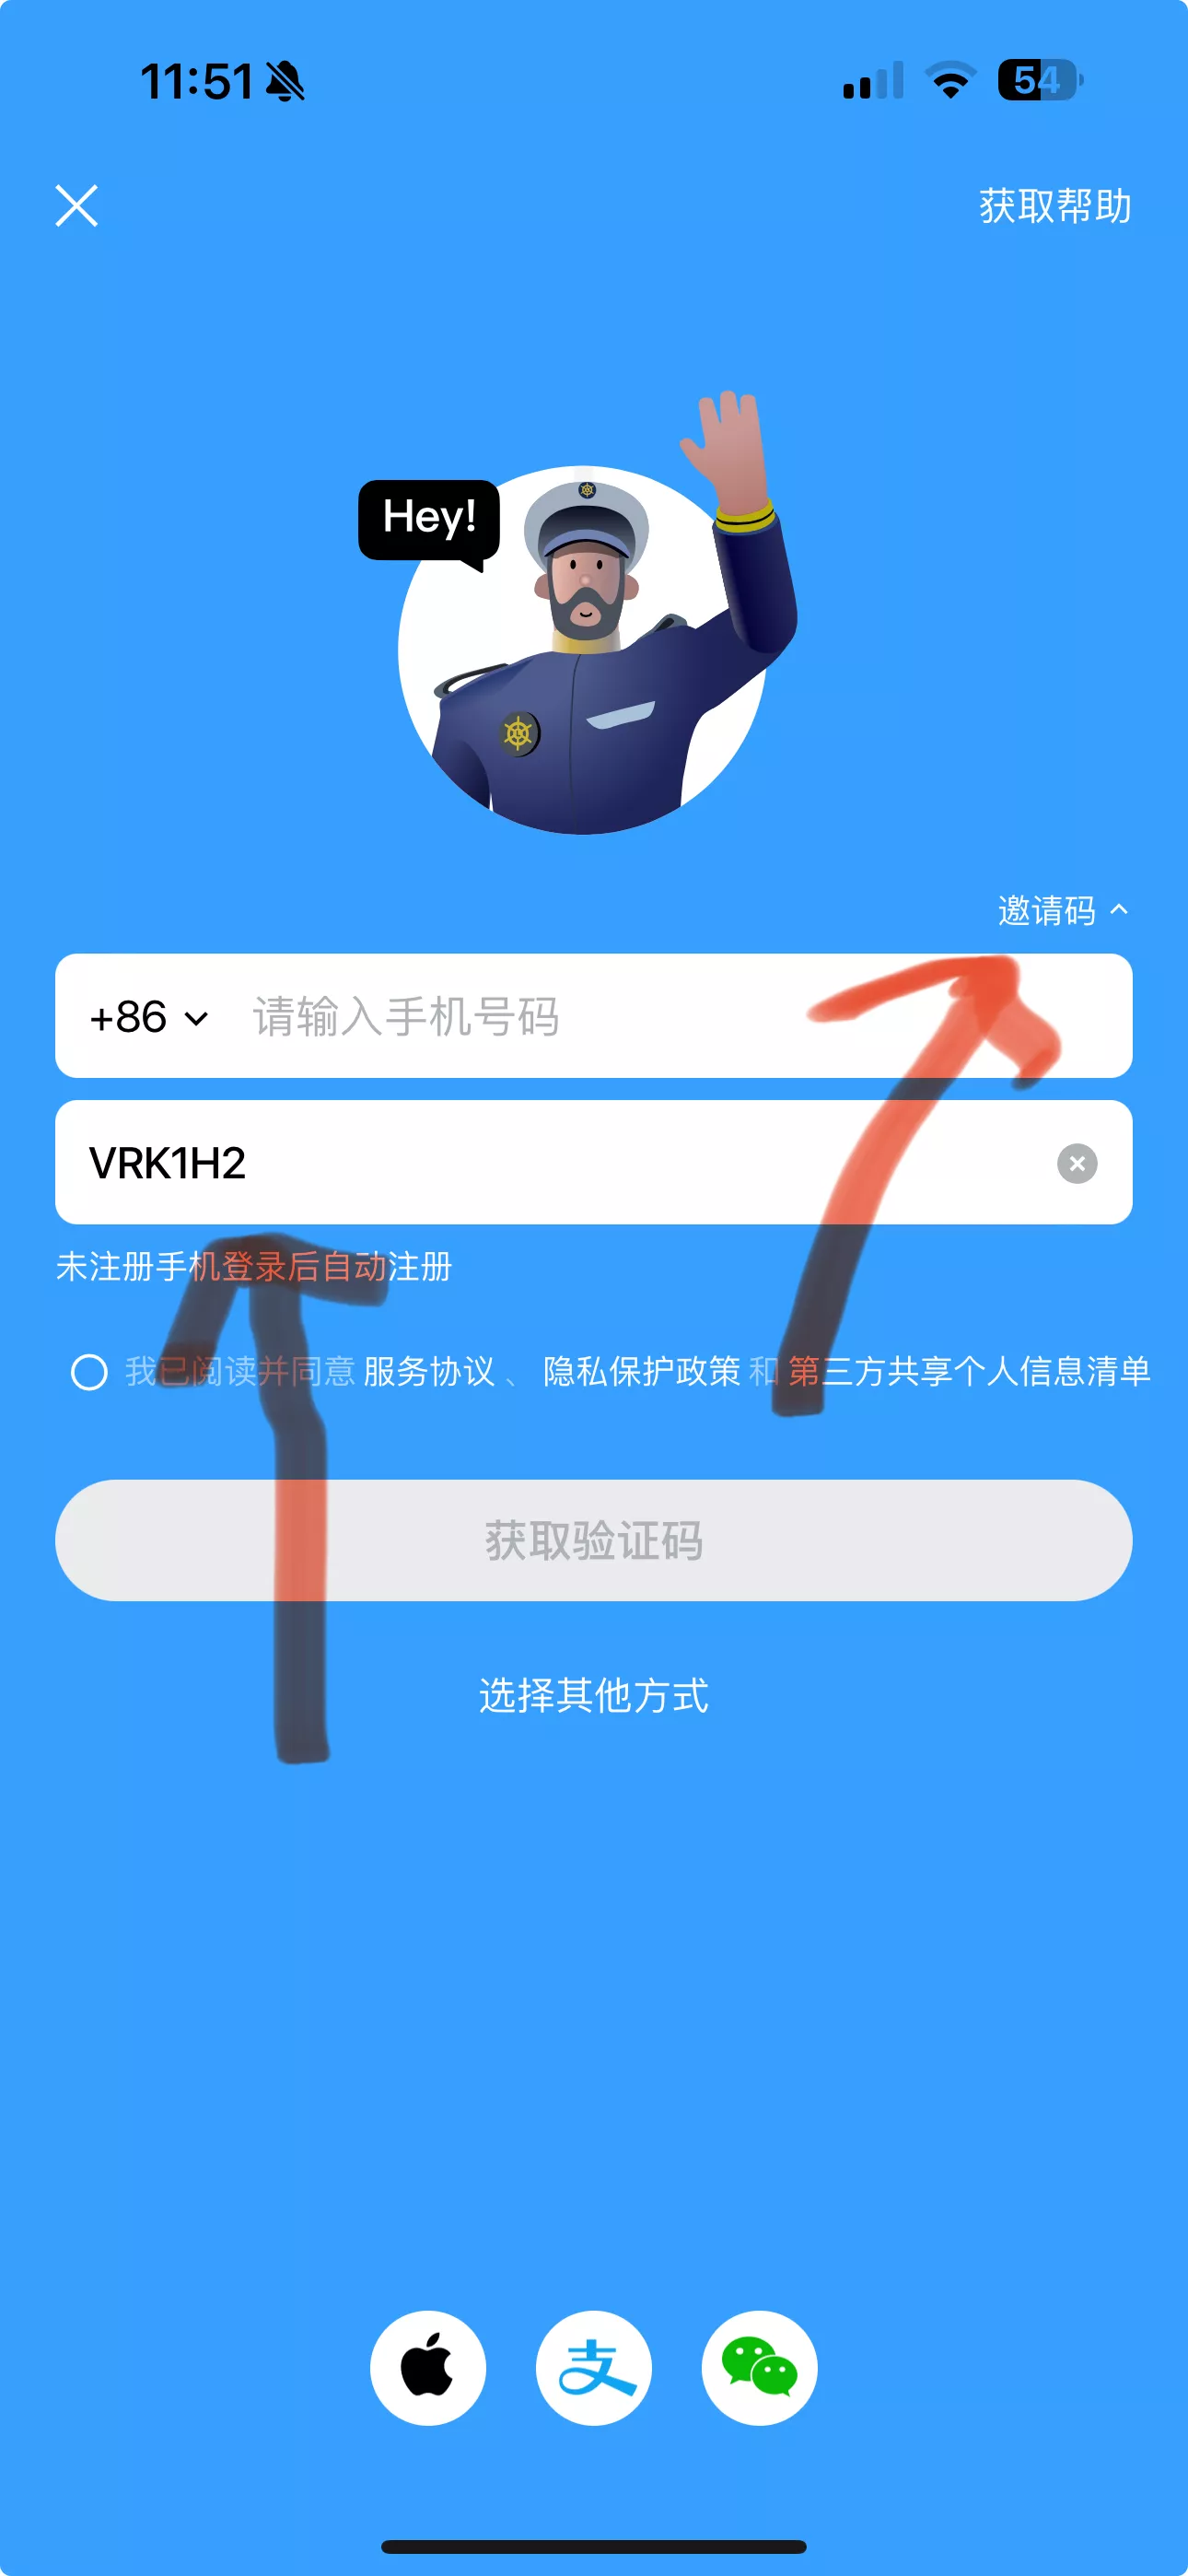 11:51
54
获取帮助
Hey!
邀请码
+86 请输入手机号码
VRK1H2
未注册手机登录后自动注册
我已阅读并同意 服务协议 、 隐私保护政策 和 第三方共享个人信息清单
获取验证码
选择其他方式
支